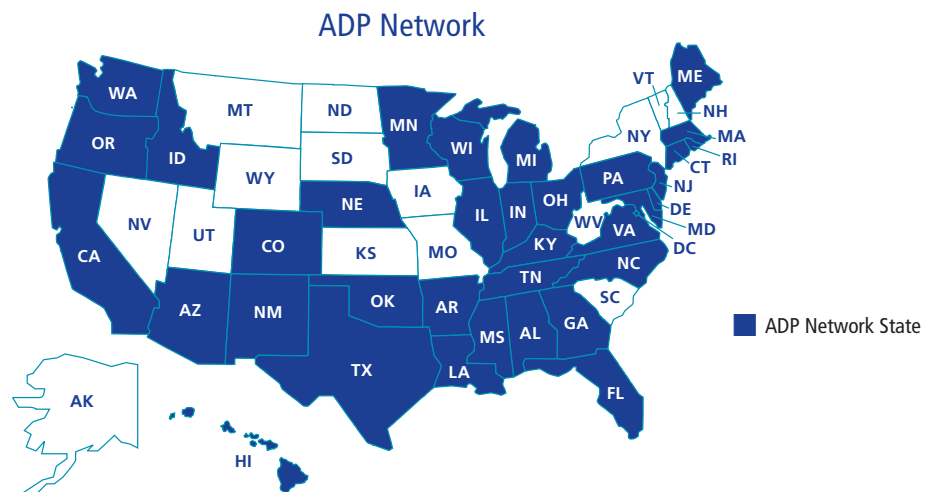 ADP Network
WA
MT
ND
MN
VT
ME
NH
OR
ID
SD
WI
MI
NY
MA
RI
CT
WY
IA
PA
NJ
NE
NV
UT
CO
IL
IN
OH
WV
VA
DE
MD
DC
CA
KS
MO
KY
NC
TN
AZ
NM
OK
AR
SC
MS
AL
GA
ADP Network State
TX
LA
FL
AK
HI